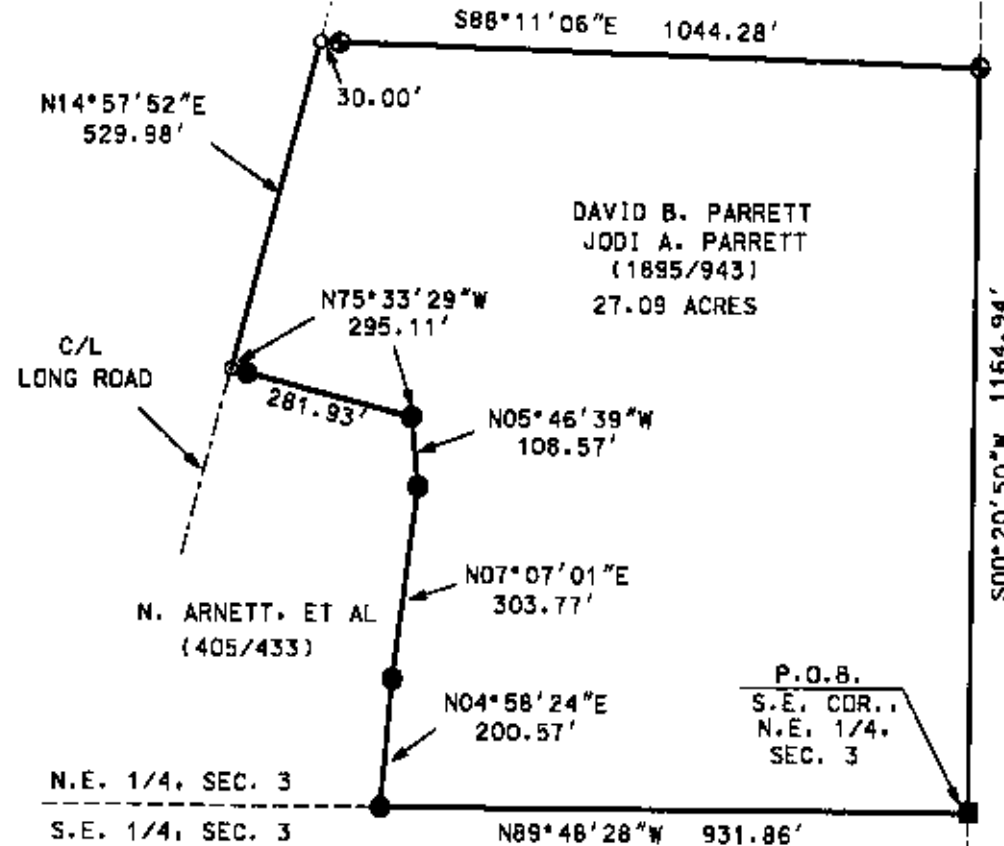 S88°11'06"E 1044.28'
30.00'
N14°57'52"E
529.98'
DAVID B. PARRETT
JODI A. PARRETT
(1695/943)
27.09 ACRES
N75°33'29"W
295.11'
C/L
LONG ROAD
281.93'
N05°46'39"W
108.57'
S00°20'50"W 1164.94'
N07°07'01"E
303.77'
N. ARNETT, ET AL
(405/433)
P.O.B.
S.E. COR.,
N.E. 1/4,
SEC. 3
N04°58'24"E
200.57'
N.E. 1/4, SEC. 3
S.E. 1/4, SEC. 3
N89°48'28"W 931.86'